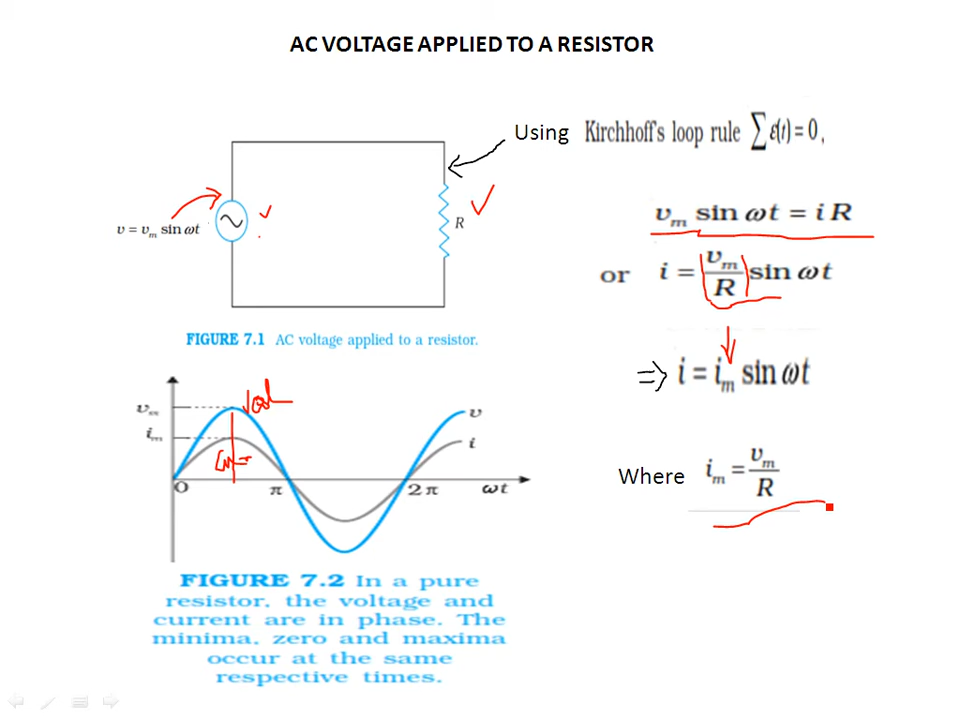 AC VOLTAGE APPLIED TO A RESISTOR
Using Kirchhoff's loop rule ∑ε(t) = 0 ,
v = vₘ sin ωt
R
vₘ sin ωt = i R
or i = vₘ/R sin ωt
FIGURE 7.1 AC voltage applied to a resistor.
⇒ i = iₘ sin ωt
vₘ
iₘ
v
i
O
π
2π
ωt
Where iₘ = vₘ/R
FIGURE 7.2 In a pure
resistor, the voltage and
current are in phase. The
minima, zero and maxima
occur at the same
respective times.